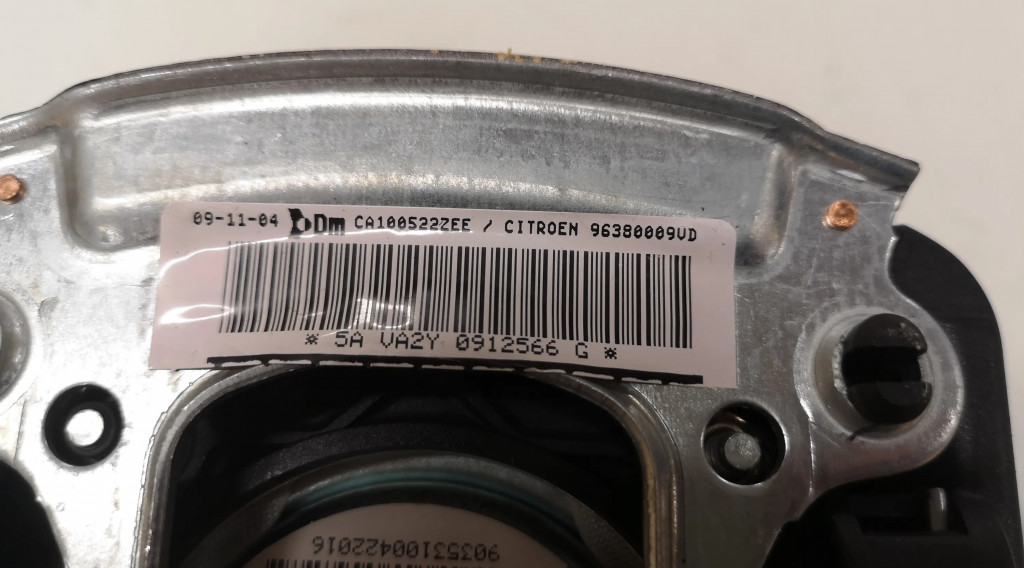 09-11-04 Dm CA100522ZEE / CITROEN 96380009VD
* 5A VA2Y 0912566 G *
90353100422016